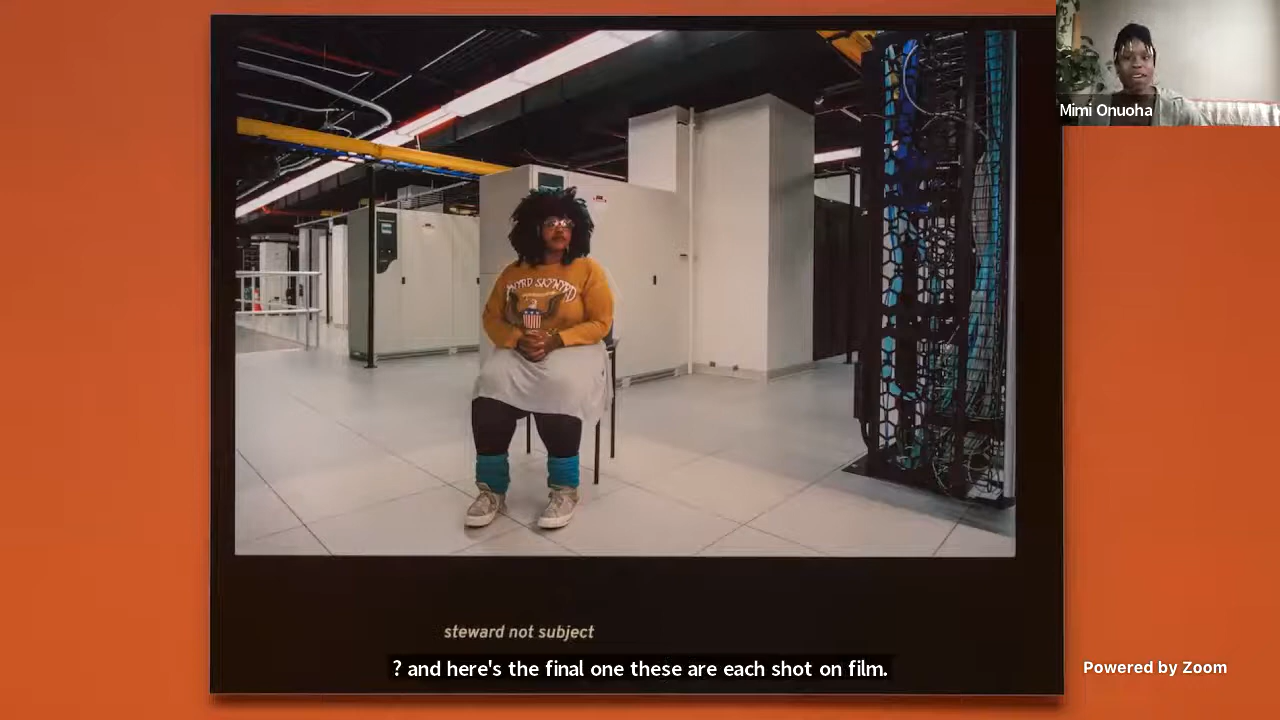 Mimi Onuoha
steward not subject
? and here's the final one these are each shot on film.
Powered by Zoom